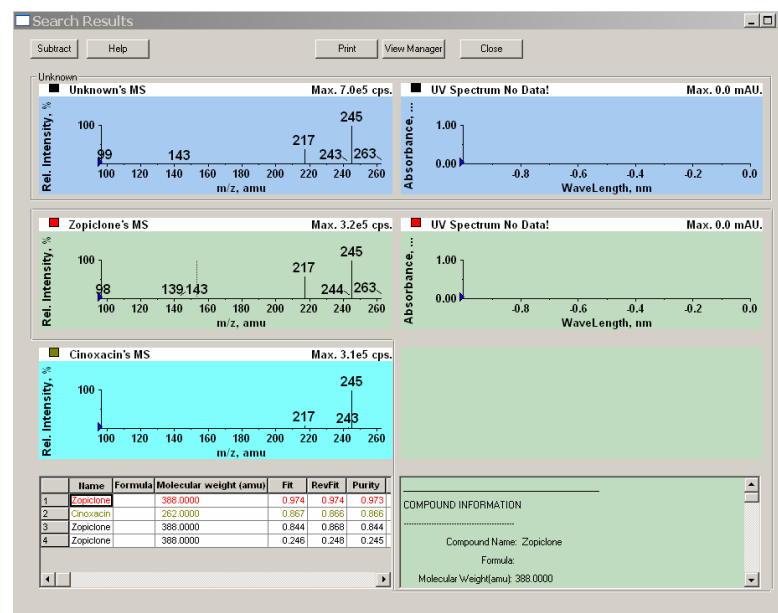 Search Results
Subtract Help Print View Manager Close
Unknown
Unknown's MS Max. 7.0e5 cps.
Rel. Intensity, %
100
99 143 217 243 245 263
100 120 140 160 180 200 220 240 260
m/z, amu
UV Spectrum No Data! Max. 0.0 mAU.
Absorbance, ...
1.00
0.00
-0.8 -0.6 -0.4 -0.2 0.0
WaveLength, nm
Zopiclone's MS Max. 3.2e5 cps.
Rel. Intensity, %
100
98 139 143 217 244 245 263
100 120 140 160 180 200 220 240 260
m/z, amu
UV Spectrum No Data! Max. 0.0 mAU.
Absorbance, ...
1.00
0.00
-0.8 -0.6 -0.4 -0.2 0.0
WaveLength, nm
Cinoxacin's MS Max. 3.1e5 cps.
Rel. Intensity, %
100
217 243 245
100 120 140 160 180 200 220 240 260
m/z, amu
Name Formula Molecular weight (amu) Fit RevFit Purity
1 Zopiclone 388.0000 0.974 0.974 0.973
2 Cinoxacin 262.0000 0.867 0.866 0.866
3 Zopiclone 388.0000 0.844 0.868 0.844
4 Zopiclone 388.0000 0.246 0.248 0.245
COMPOUND INFORMATION
Compound Name: Zopiclone
Formula:
Molecular Weight(amu): 388.0000